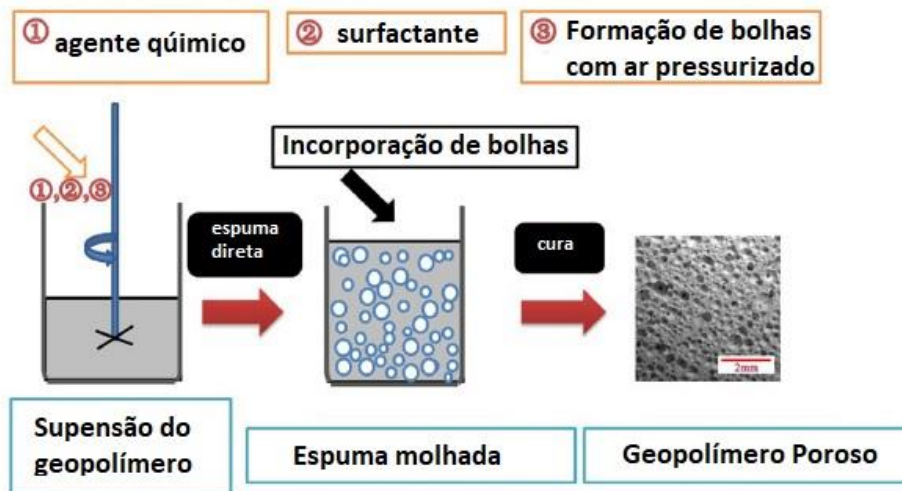 ① agente qúimico
② surfactante
③ Formação de bolhas
com ar pressurizado
①,②,③
Incorporação de bolhas
espuma
direta
cura
2mm
Supensão do
geopolímero
Espuma molhada
Geopolímero Poroso